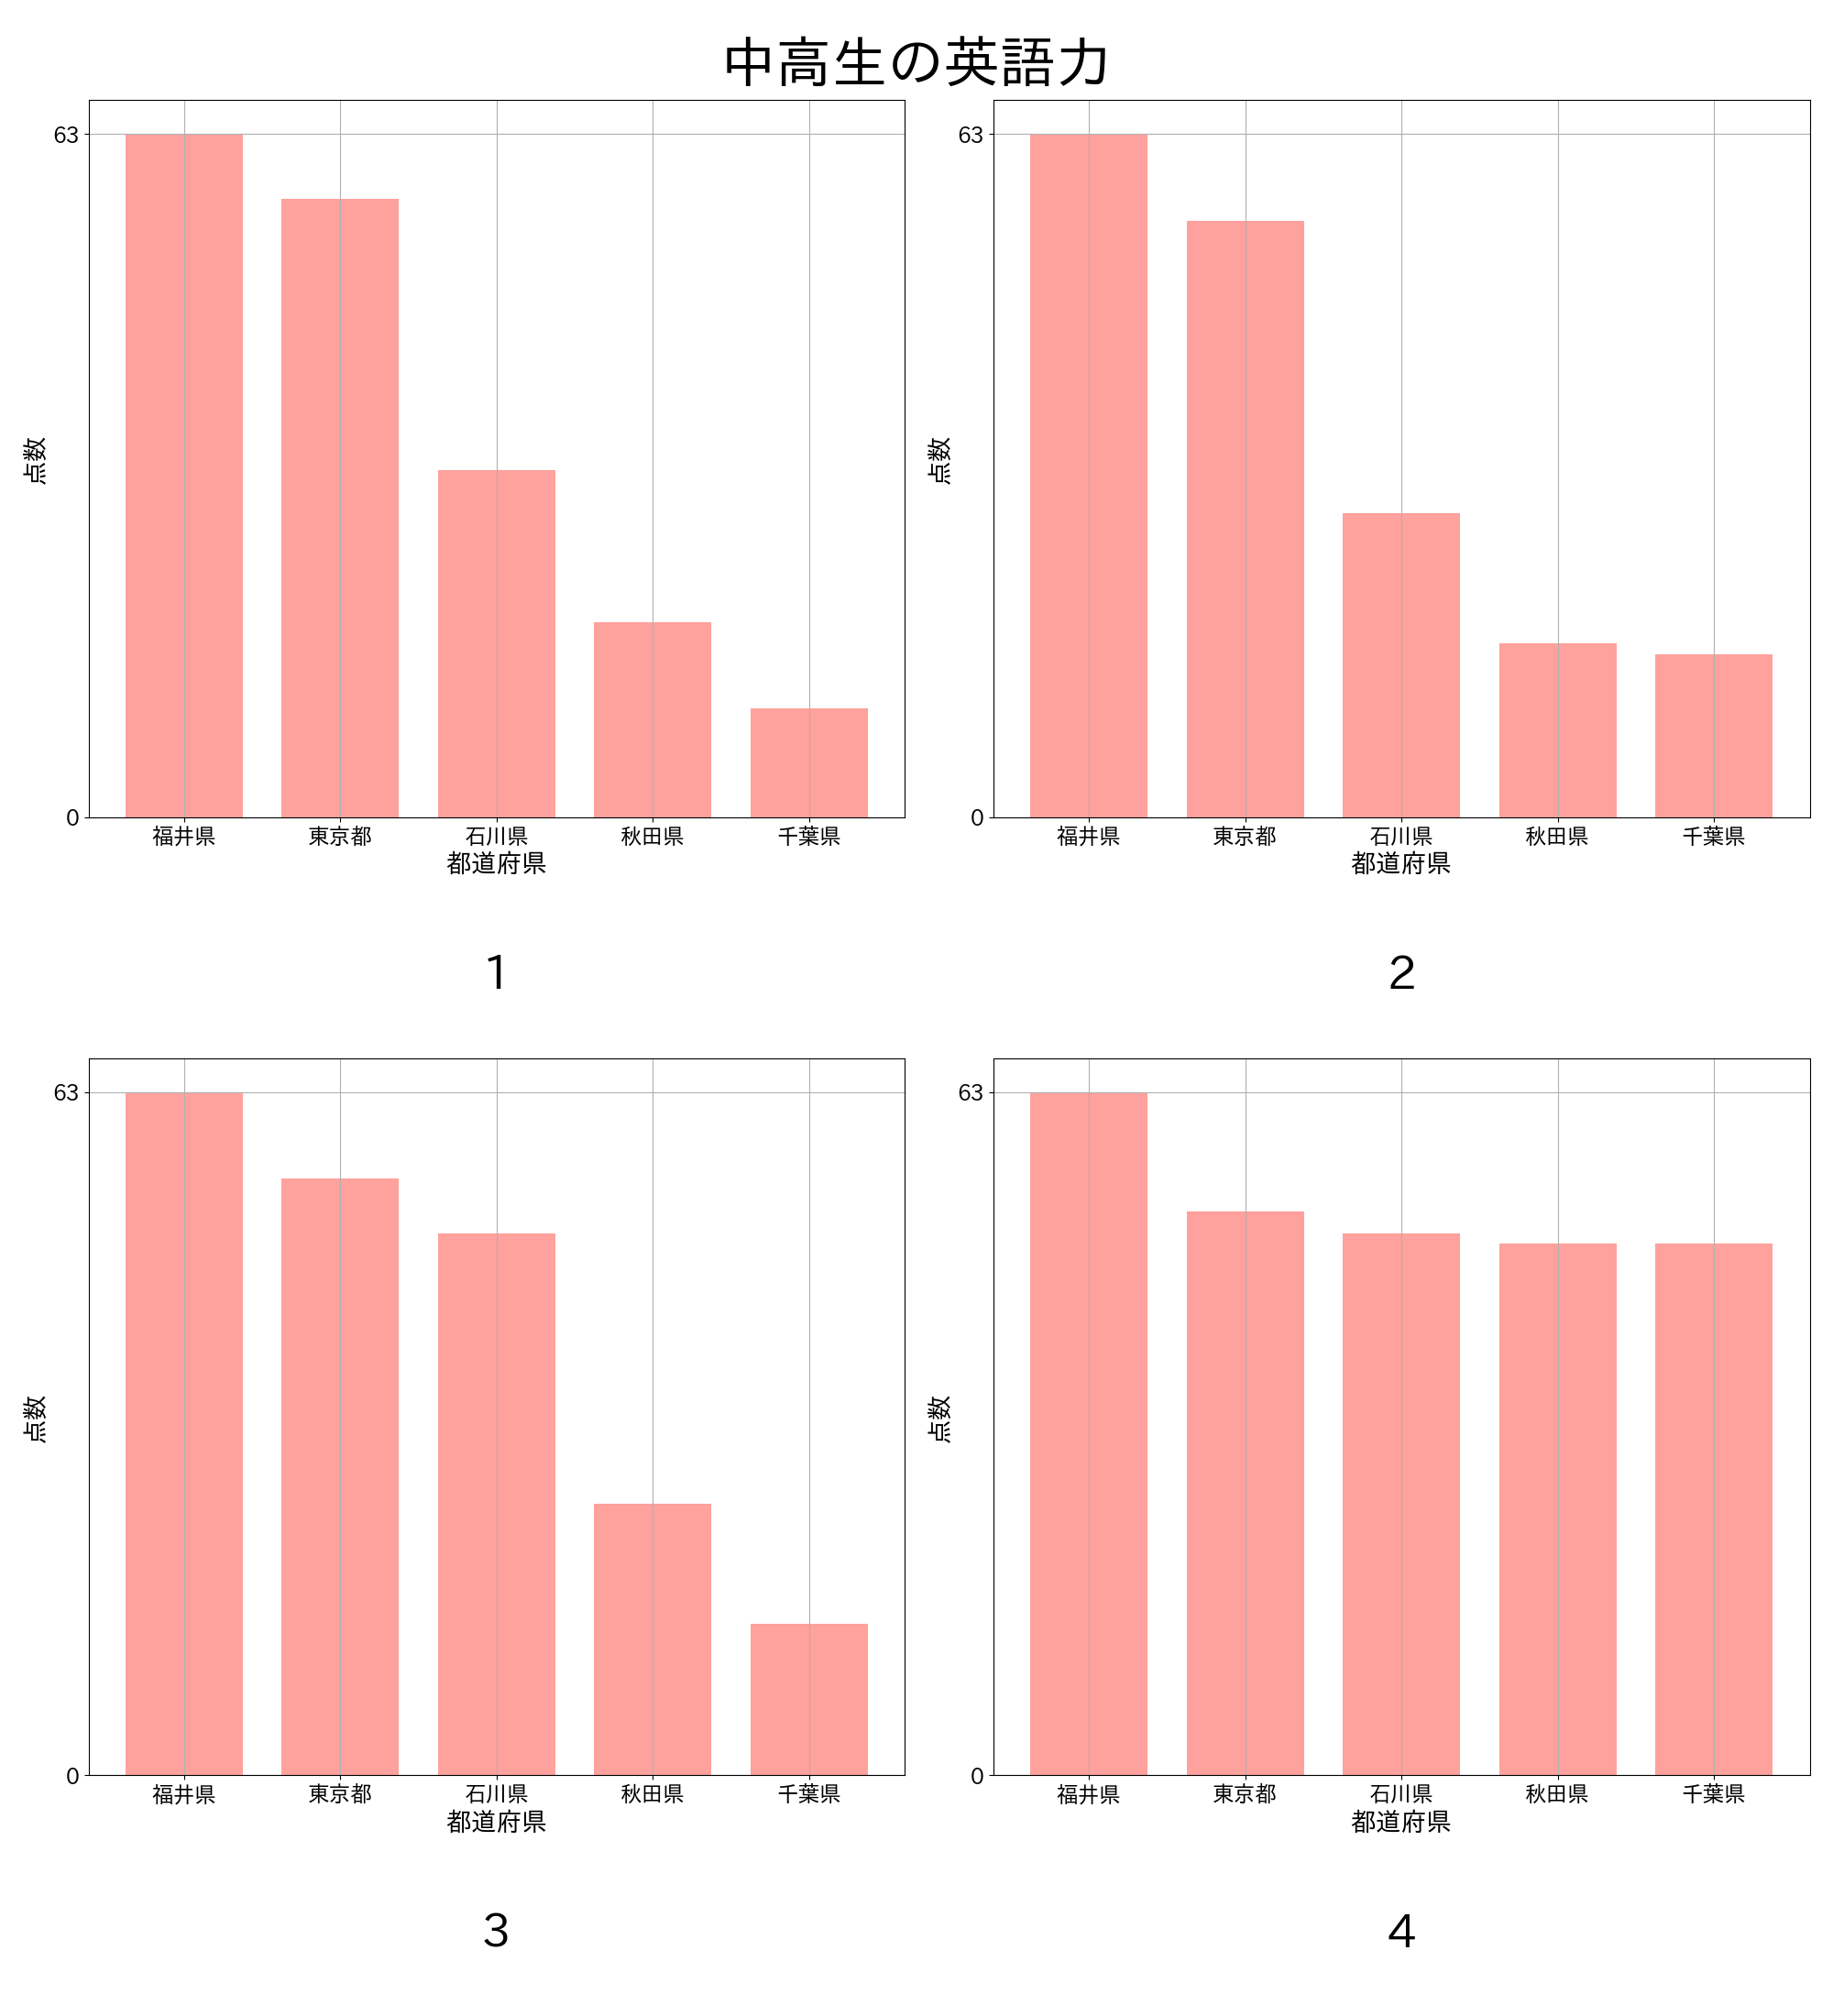 中高生の英語力
63
点数
0
福井県 東京都 石川県 秋田県 千葉県
都道府県
1
63
点数
0
福井県 東京都 石川県 秋田県 千葉県
都道府県
2
63
点数
0
福井県 東京都 石川県 秋田県 千葉県
都道府県
3
63
点数
0
福井県 東京都 石川県 秋田県 千葉県
都道府県
4